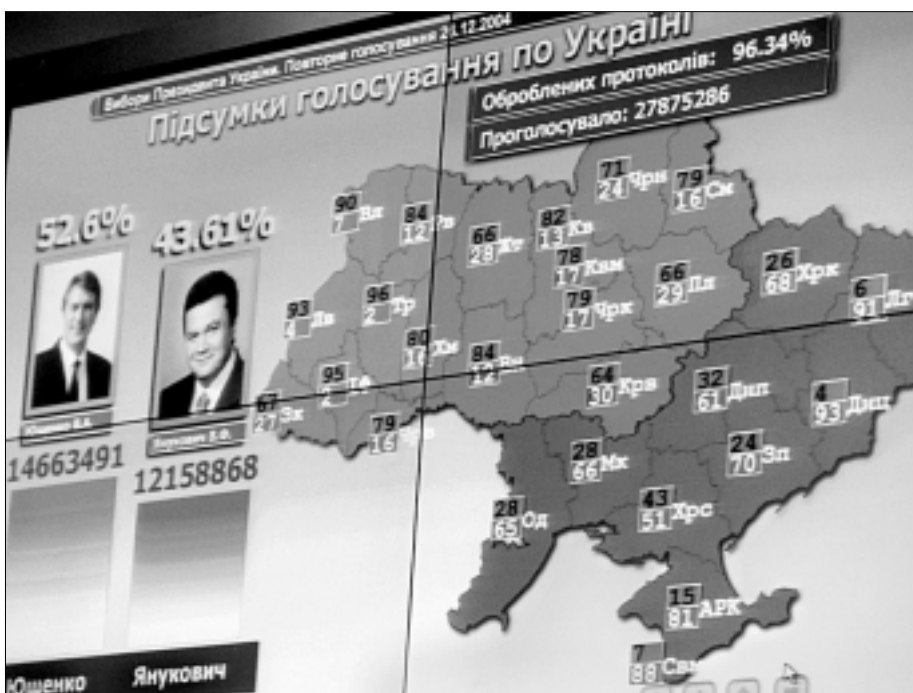 Вибори Президента України. Повторне голосування 26.12.2004
Підсумки голосування по Україні
Оброблених протоколів: 96.34%
Проголосувало: 27875286
52.6%
43.61%
Ющенко В.А.
Янукович В.Ф.
14663491
12158868
Ющенко
Янукович
71
24 Чрн
79
16 См
90
7 Вл
84
12 Рв
66
28 Жт
82
13 Кв
78
17 Квм
66
29 Пл
26
68 Хрк
6
91 Лг
93
4 Лв
96
2 Тр
80
16 Хм
79
17 Чрк
84
12 Вн
95
2
67
27 Зк
79
16
64
30 Крв
32
61 Днп
4
93 Днц
28
66 Мк
24
70 Зп
28
65 Од
43
51 Хрс
15
81 АРК
7
88 Свм